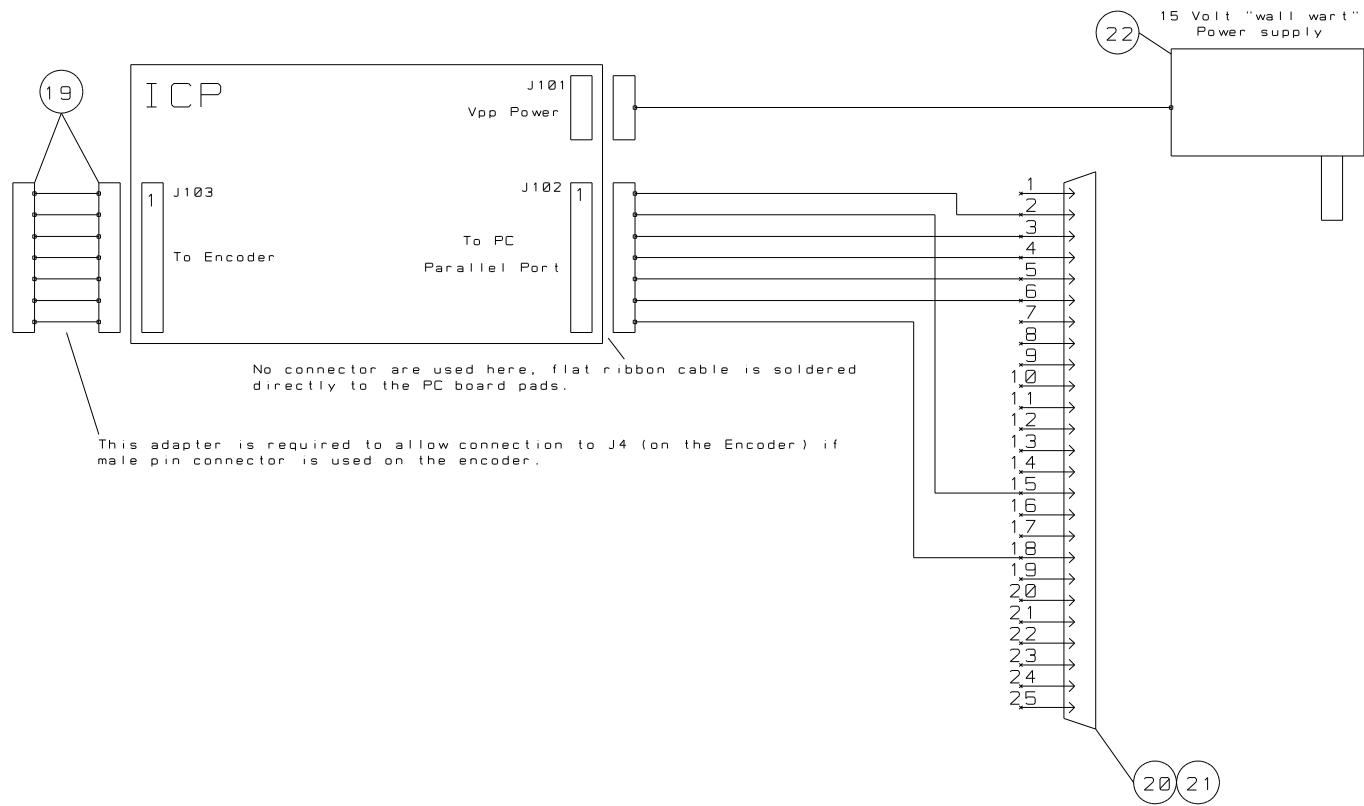 15 Volt "wall wart"
Power supply
22
19
ICP
J101
Vpp Power
J103
1
To Encoder
J102
1
To PC
Parallel Port
1
2
3
4
5
6
7
8
9
10
11
12
13
14
15
16
17
18
19
20
21
22
23
24
25
No connector are used here, flat ribbon cable is soldered
directly to the PC board pads.
This adapter is required to allow connection to J4 (on the Encoder) if
male pin connector is used on the encoder.
20
21